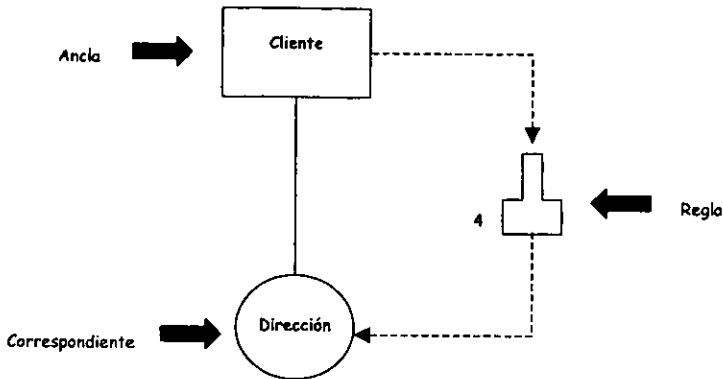 Cliente
Ancla
4
Regla
Dirección
Correspondiente